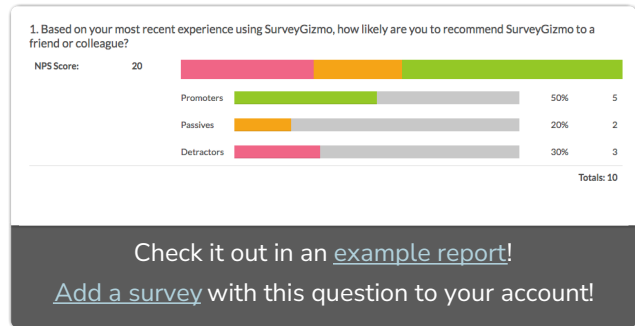 1. Based on your most recent experience using SurveyGizmo, how likely are you to recommend SurveyGizmo to a
friend or colleague?
NPS Score: 20
Promoters 50% 5
Passives 20% 2
Detractors 30% 3
Totals: 10
Check it out in an example report!
Add a survey with this question to your account!